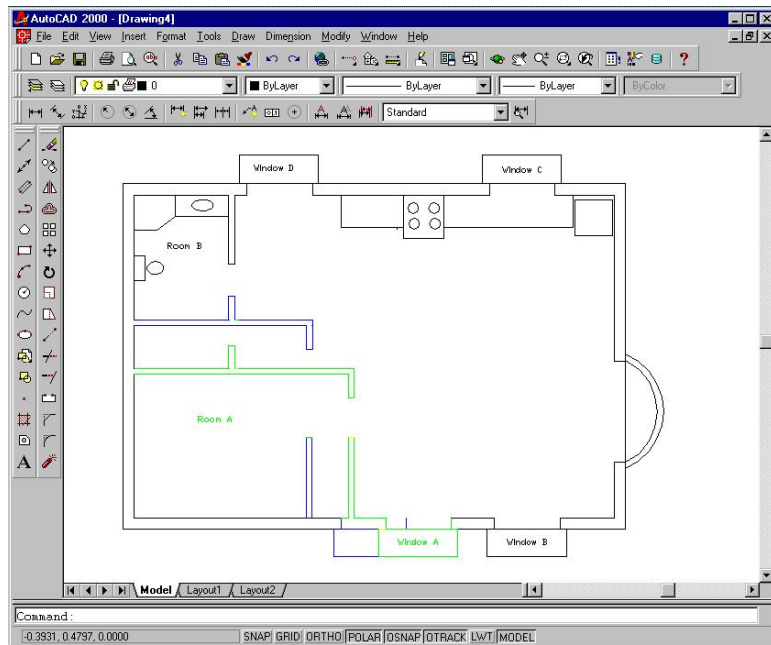 AutoCAD 2000 - [Drawing4]
File Edit View Insert Format Tools Draw Dimension Modify Window Help
0 ByLayer ByLayer ByLayer ByColor
Standard
A
Window D
Window C
Room B
Room A
Window A
Window B
Model Layout1 Layout2
Command:
-0.3931, 0.4797, 0.0000 SNAP GRID ORTHO POLAR OSNAP OTRACK LWT MODEL